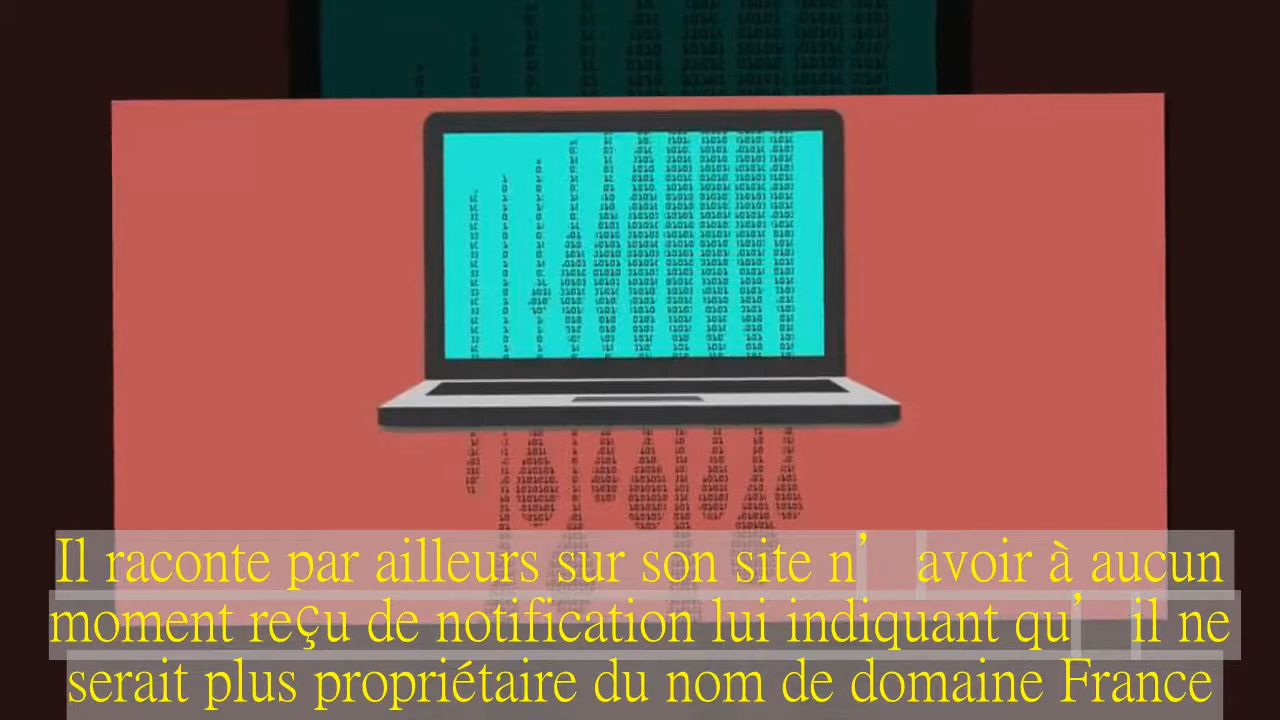 Il raconte par ailleurs sur son site n’ avoir à aucun
moment reçu de notification lui indiquant qu’ il ne
serait plus propriétaire du nom de domaine France